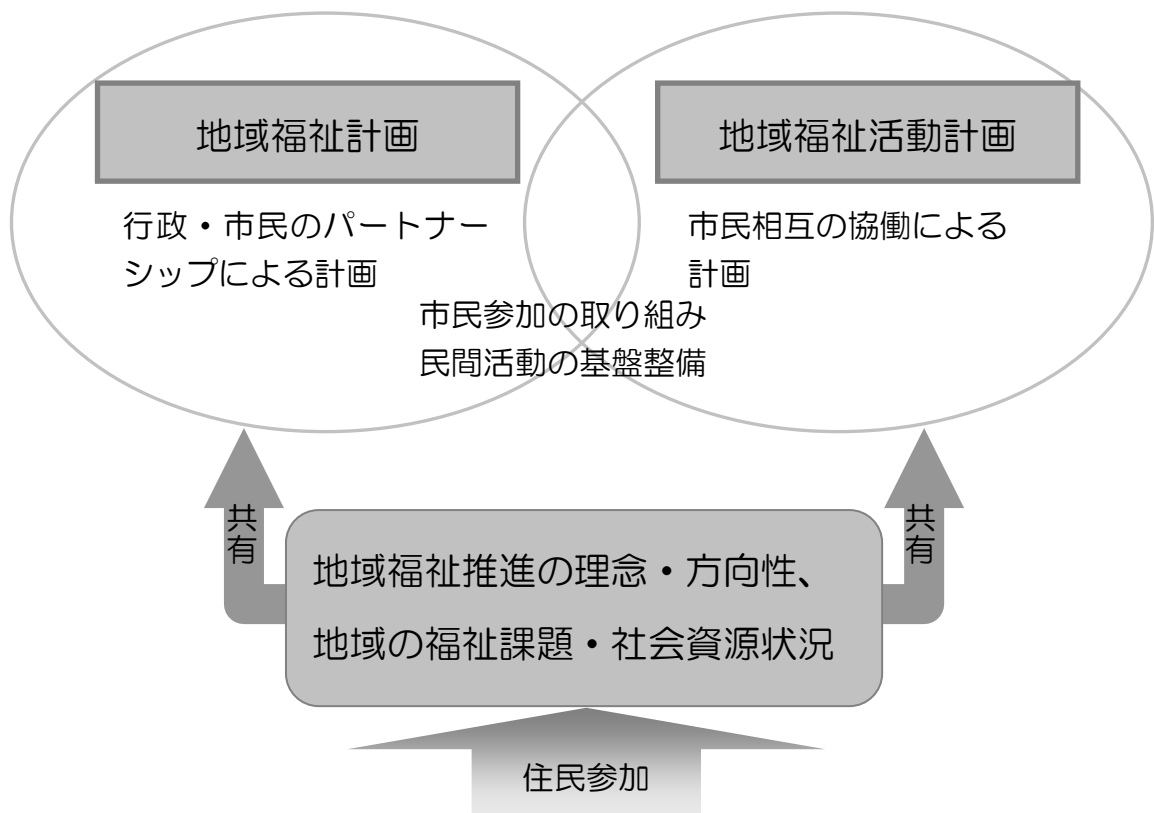 地域福祉計画
地域福祉活動計画
行政・市民のパートナー
シップによる計画
市民相互の協働による
計画
市民参加の取り組み
民間活動の基盤整備
共有
共有
地域福祉推進の理念・方向性、
地域の福祉課題・社会資源状況
住民参加